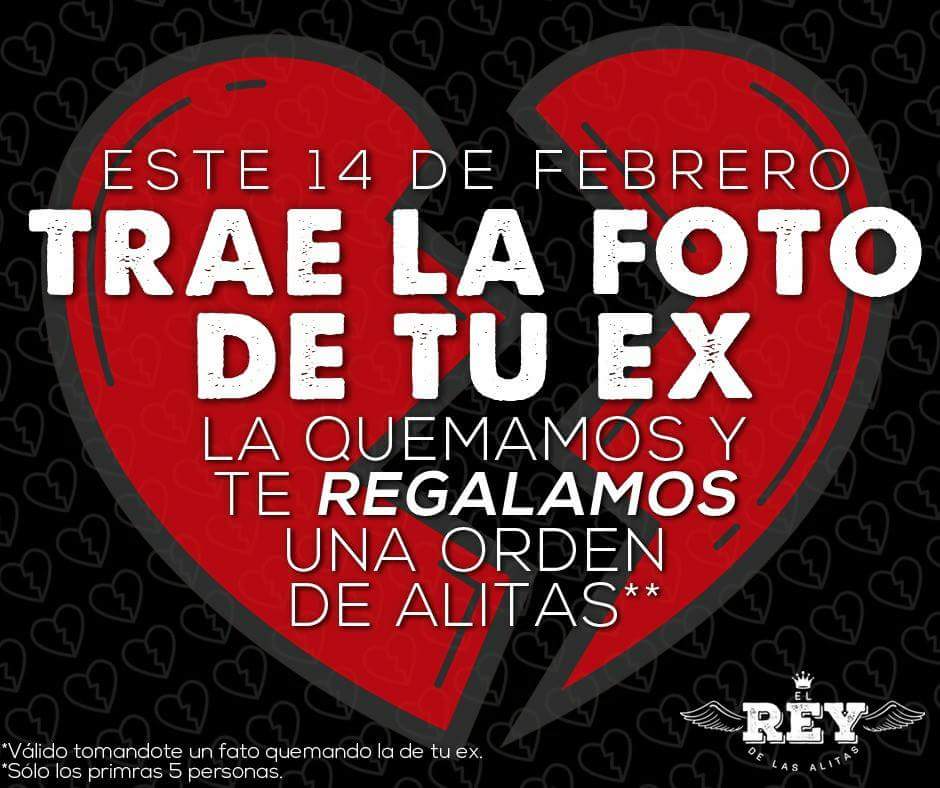 ESTE 14 DE FEBRERO
TRAE LA FOTO
DE TU EX
LA QUEMAMOS Y
TE REGALAMOS
UNA ORDEN
DE ALITAS**
EL
REY
DE LAS ALITAS
*Válido tomandote un fato quemando la de tu ex.
*Sólo los primras 5 personas.